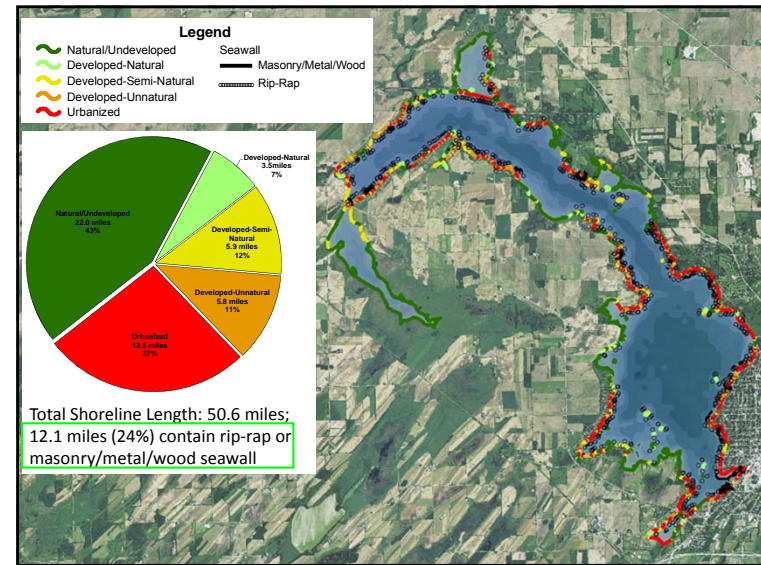 Legend
Natural/Undeveloped
Developed-Natural
Developed-Semi-Natural
Developed-Unnatural
Urbanized
Seawall
Masonry/Metal/Wood
Rip-Rap
Developed-Natural
3.5miles
7%
Natural/Undeveloped
22.0 miles
43%
Developed-Semi-
Natural
5.9 miles
12%
Developed-Unnatural
5.8 miles
11%
Urbanized
13.5 miles
27%
Total Shoreline Length: 50.6 miles;
12.1 miles (24%) contain rip-rap or
masonry/metal/wood seawall